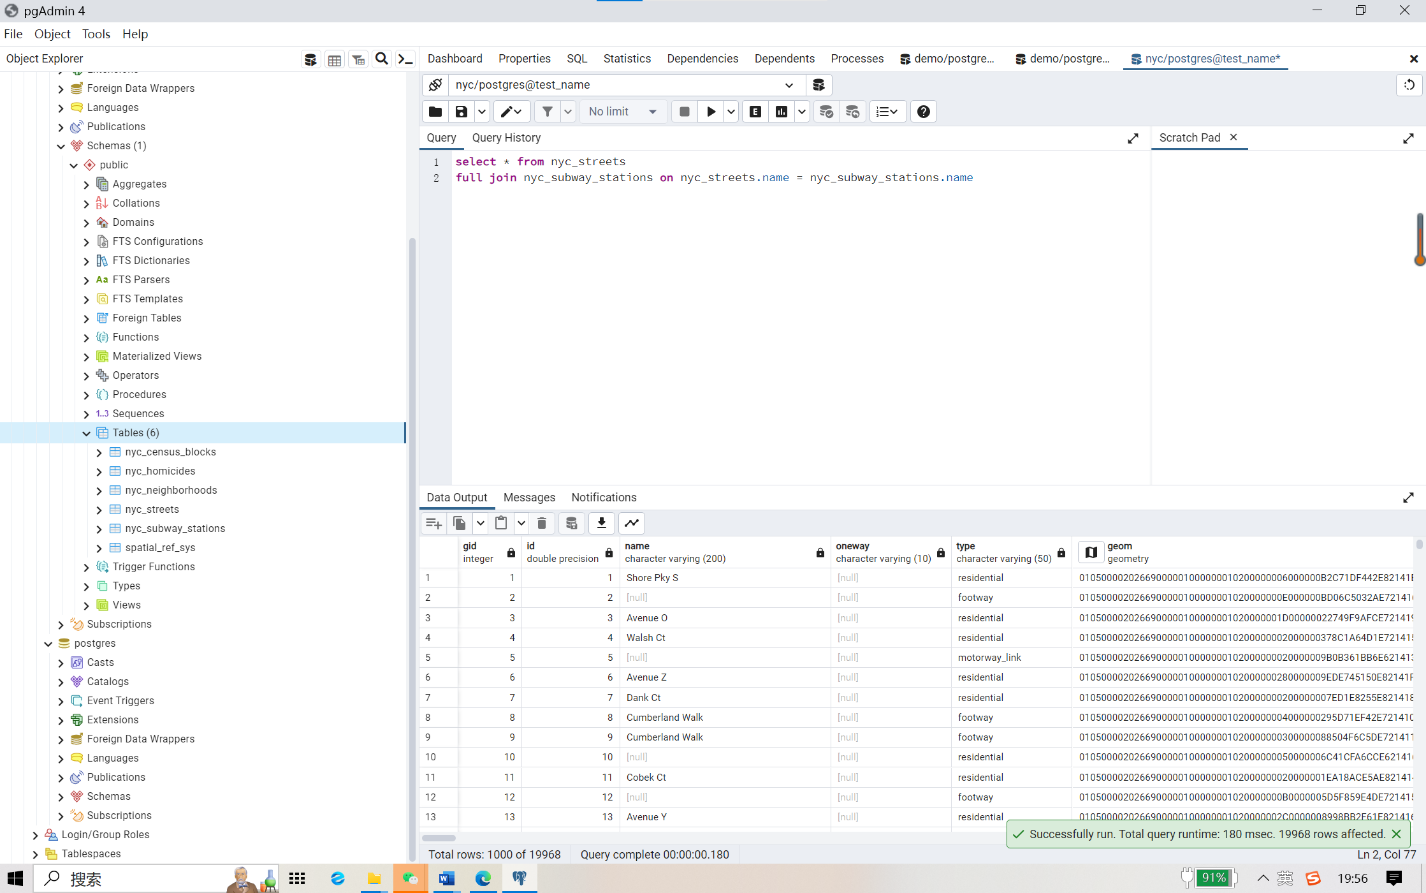 pgAdmin 4
File Object Tools Help
Object Explorer
Dashboard Properties SQL Statistics Dependencies Dependents Processes demo/postgre... demo/postgre... nyc/postgres@test_name*
Extensions
Foreign Data Wrappers
Languages
Publications
Schemas (1)
public
Aggregates
Collations
Domains
FTS Configurations
FTS Dictionaries
Aa FTS Parsers
FTS Templates
Foreign Tables
Functions
Materialized Views
Operators
Procedures
1..3 Sequences
Tables (6)
nyc_census_blocks
nyc_homicides
nyc_neighborhoods
nyc_streets
nyc_subway_stations
spatial_ref_sys
Trigger Functions
Types
Views
Subscriptions
postgres
Casts
Catalogs
Event Triggers
Extensions
Foreign Data Wrappers
Languages
Publications
Schemas
Subscriptions
Login/Group Roles
Tablespaces
nyc/postgres@test_name
No limit
E
Query Query History
Scratch Pad
1 select * from nyc_streets
2 full join nyc_subway_stations on nyc_streets.name = nyc_subway_stations.name
Data Output Messages Notifications
gid integer id double precision name character varying (200) oneway character varying (10) type character varying (50) geom geometry
1 1 1 Shore Pky S [null] residential
2 2 2 [null] [null] footway
3 3 3 Avenue O [null] residential
4 4 4 Walsh Ct [null] residential
5 5 5 [null] [null] motorway_link
6 6 6 Avenue Z [null] residential
7 7 7 Dank Ct [null] residential
8 8 8 Cumberland Walk [null] footway
9 9 9 Cumberland Walk [null] footway
10 10 10 [null] [null] residential
11 11 11 Cobek Ct [null] residential
12 12 12 [null] [null] footway
13 13 13 Avenue Y [null] residential
Successfully run. Total query runtime: 180 msec. 19968 rows affected.
Total rows: 1000 of 19968 Query complete 00:00:00.180 Ln 2, Col 77
搜索
91% 英 19:56